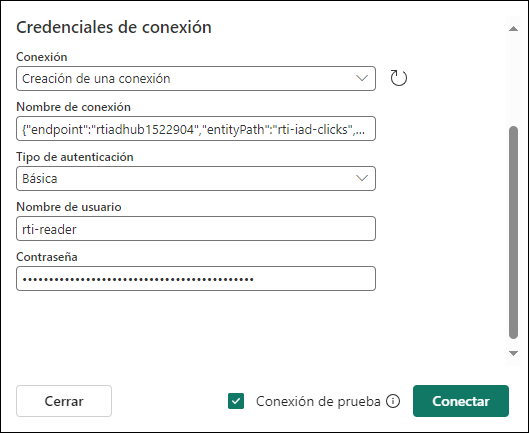 Credenciales de conexión
Conexión
Creación de una conexión
Nombre de conexión
{"endpoint":"rtiadhub1522904","entityPath":"rti-iad-clicks",...
Tipo de autenticación
Básica
Nombre de usuario
rti-reader
Contraseña
••••••••••••••••••••••••••••••••••••••••••••
Cerrar
Conexión de prueba
Conectar